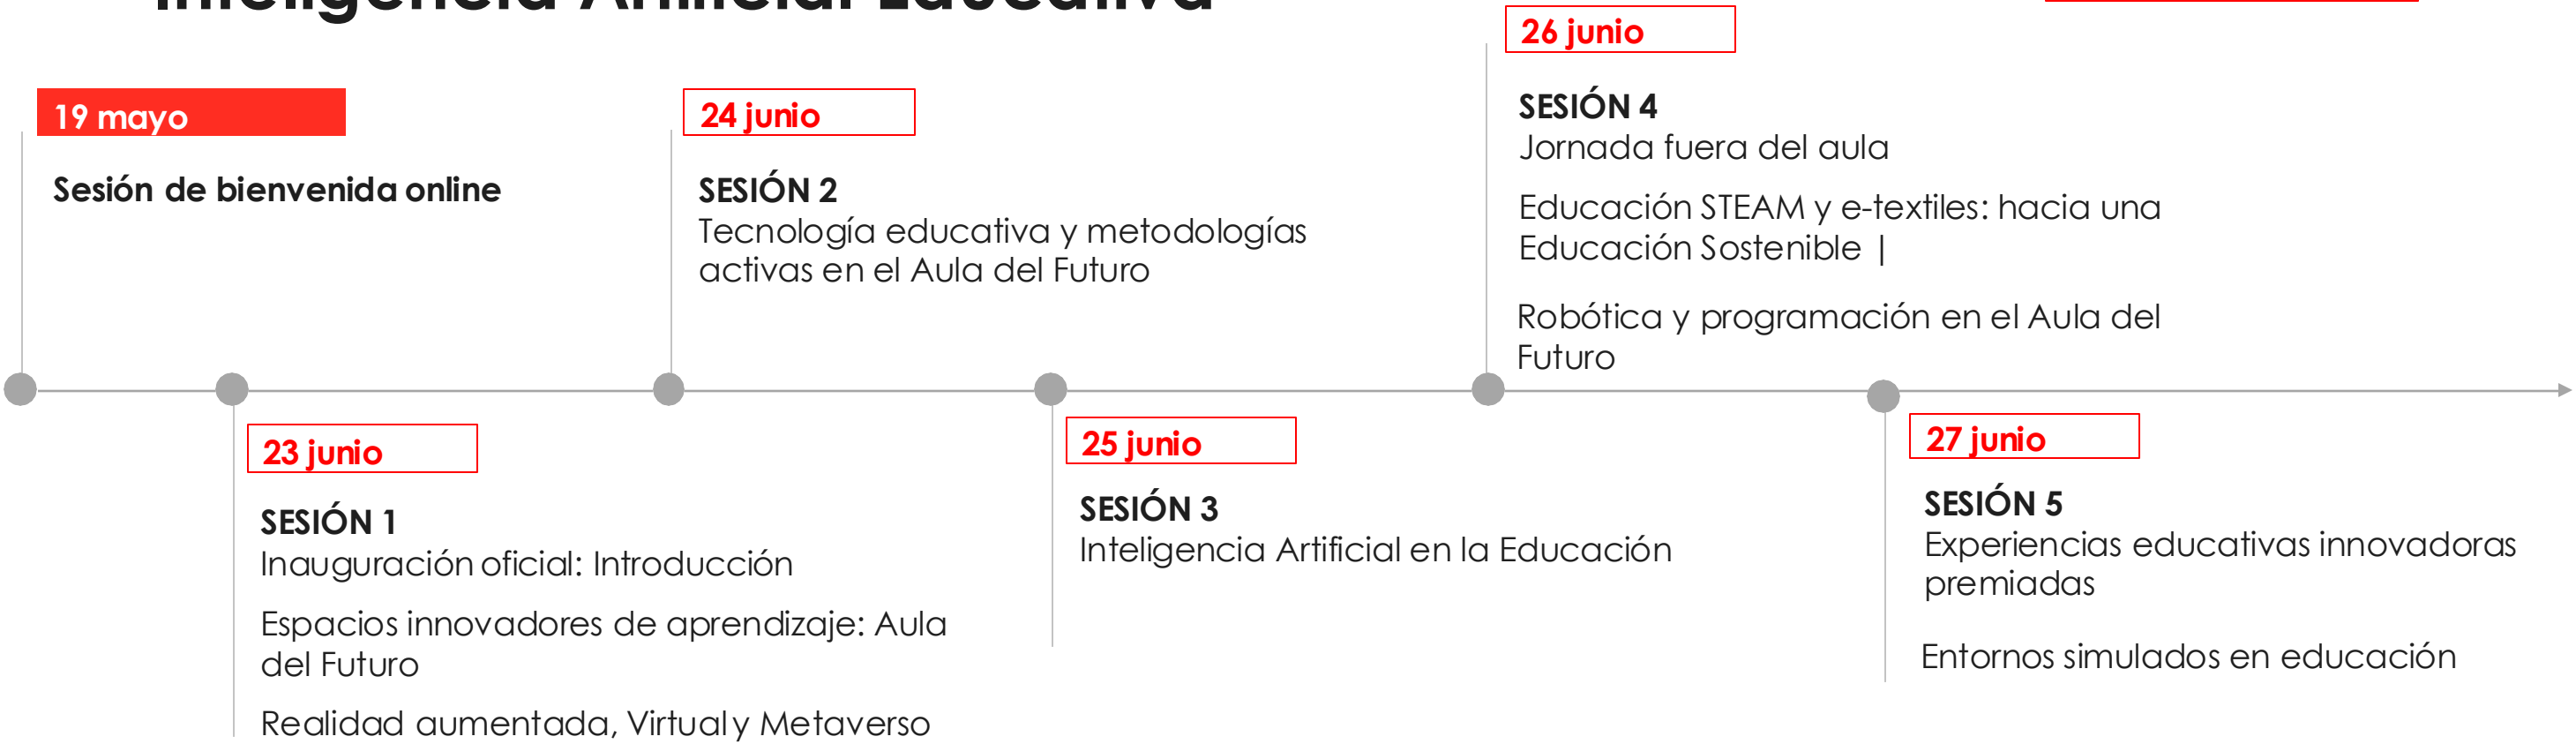 Inteligencia Artificial Educativa
19 mayo
Sesión de bienvenida online
23 junio
SESIÓN 1
Inauguración oficial: Introducción
Espacios innovadores de aprendizaje: Aula
del Futuro
Realidad aumentada, Virtual y Metaverso
24 junio
SESIÓN 2
Tecnología educativa y metodologías
activas en el Aula del Futuro
25 junio
SESIÓN 3
Inteligencia Artificial en la Educación
26 junio
SESIÓN 4
Jornada fuera del aula
Educación STEAM y e-textiles: hacia una
Educación Sostenible |
Robótica y programación en el Aula del
Futuro
27 junio
SESIÓN 5
Experiencias educativas innovadoras
premiadas
Entornos simulados en educación